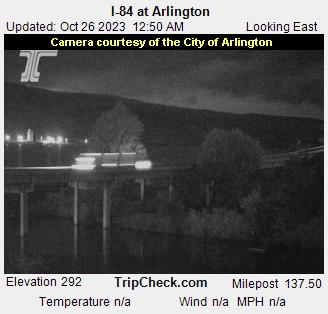 I-84 at Arlington
Updated: Oct 26 2023 12:50 AM Looking East
Camera courtesy of the City of Arlington
Elevation 292 TripCheck.com Milepost 137.50
Temperature n/a Wind n/a MPH n/a